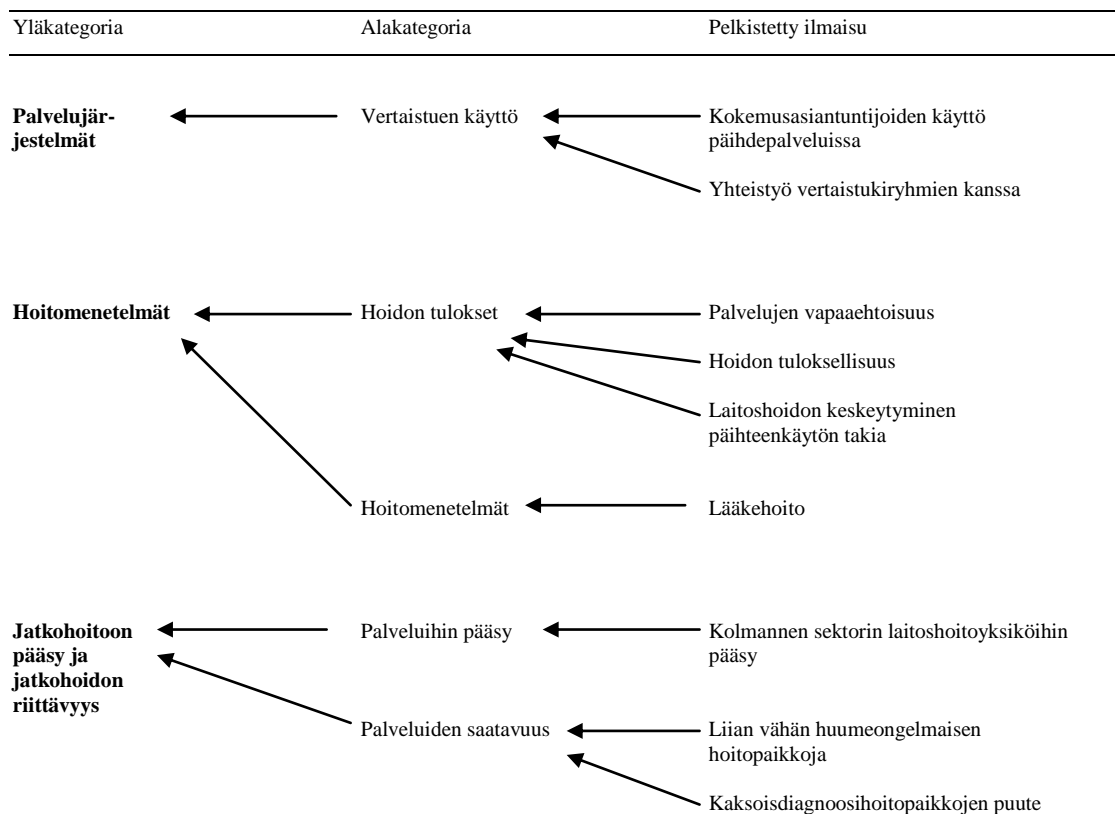 Yläkategoria Alakategoria Pelkistetty ilmaisu
Palvelujär-
jestelmät
Vertaistuen käyttö
Kokemusasiantuntijoiden käyttö
päihdepalveluissa
Yhteistyö vertaistukiryhmien kanssa
Hoitomenetelmät
Hoidon tulokset
Palvelujen vapaaehtoisuus
Hoidon tuloksellisuus
Laitoshoidon keskeytyminen
päihteenkäytön takia
Hoitomenetelmät
Lääkehoito
Jatkohoitoon
pääsy ja
jatkohoidon
riittävyys
Palveluihin pääsy
Kolmannen sektorin laitoshoitoyksiköihin
pääsy
Palveluiden saatavuus
Liian vähän huumeongelmaisen
hoitopaikkoja
Kaksoisdiagnoosihoitopaikkojen puute